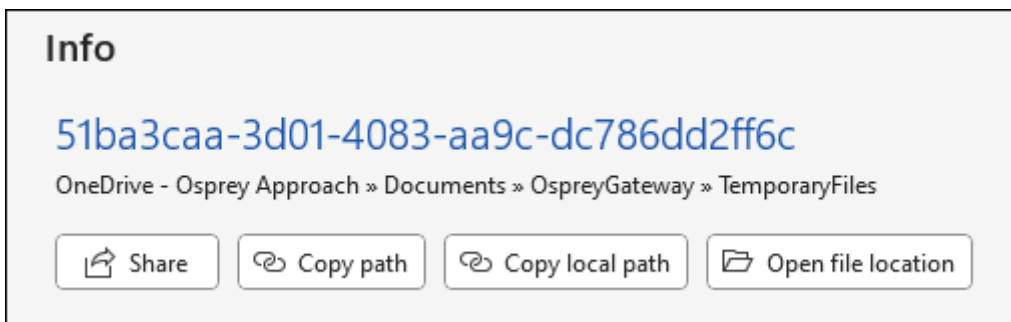 Info
51ba3caa-3d01-4083-aa9c-dc786dd2ff6c
OneDrive - Osprey Approach » Documents » OspreyGateway » TemporaryFiles
Share Copy path Copy local path Open file location